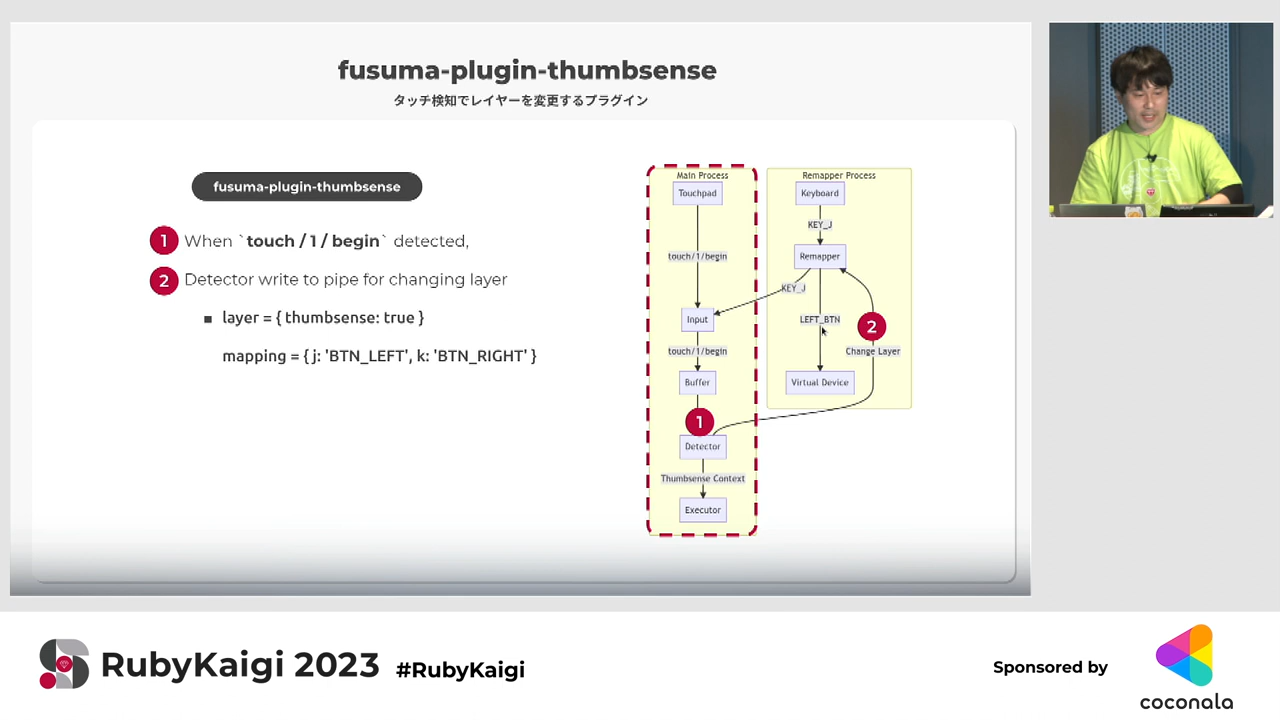 fusuma-plugin-thumbsense
タッチ検知でレイヤーを変更するプラグイン
fusuma-plugin-thumbsense
1 When `touch / 1 / begin` detected,
2 Detector write to pipe for changing layer
■ layer = { thumbsense: true }
mapping = { j: 'BTN_LEFT', k: 'BTN_RIGHT' }
Main Process
Touchpad
touch/1/begin
Input
touch/1/begin
Buffer
1
Detector
Thumbsense Context
Executor
Remapper Process
Keyboard
KEY_J
Remapper
KEY_J
LEFT_BTN
2
Change Layer
Virtual Device
RubyKaigi 2023 #RubyKaigi
Sponsored by
coconala